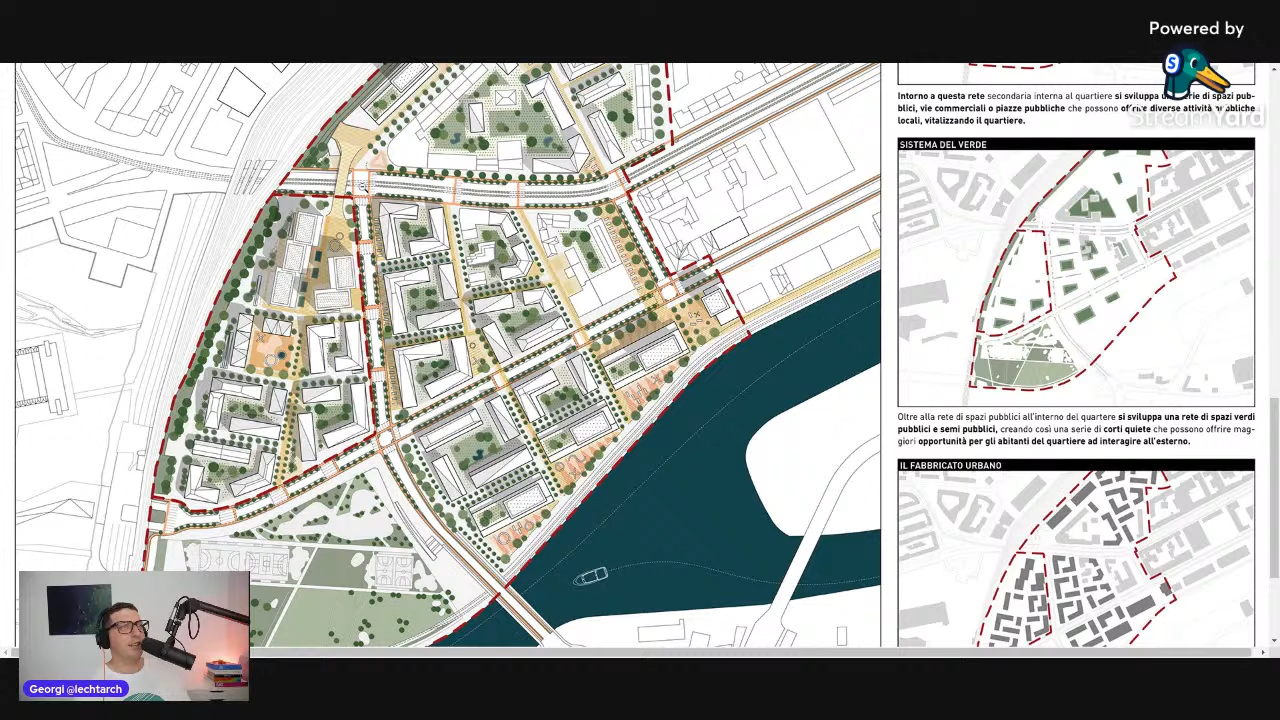 Powered by
S
StreamYard
Intorno a questa rete secondaria interna al quartiere si sviluppa una serie di spazi pub-
blici, vie commerciali o piazze pubbliche che possono offrire diverse attività pubbliche
locali, vitalizzando il quartiere.
SISTEMA DEL VERDE
Oltre alla rete di spazi pubblici all'interno del quartere si sviluppa una rete di spazi verdi
pubblici e semi pubblici, creando così una serie di corti quiete che possono offrire mag-
giori opportunità per gli abitanti del quartiere ad interagire all'esterno.
IL FABBRICATO URBANO
Georgi @lechtarch